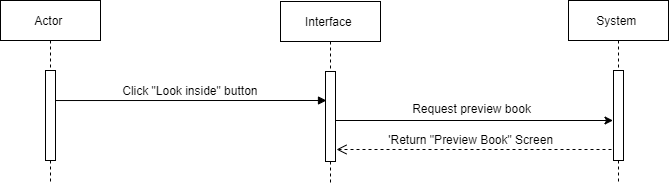 Actor
Interface
System
Click "Look inside" button
Request preview book
'Return "Preview Book" Screen